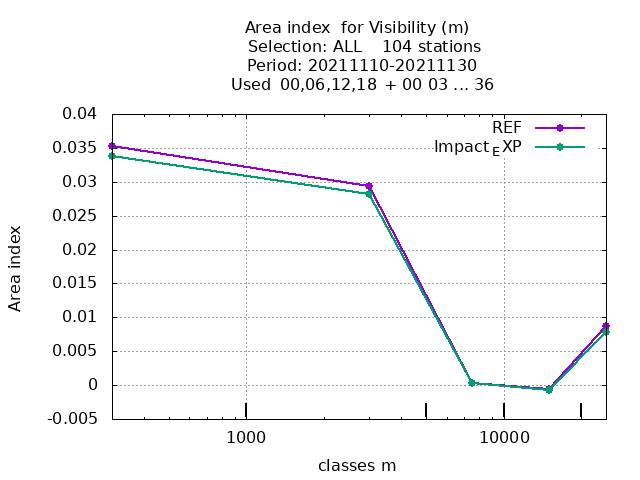 Area index  for Visibility (m)
Selection: ALL    104 stations
Period: 20211110-20211130
Used  00,06,12,18  + 00 03 ... 36
REF
Impact_EXP
0.04
0.035
0.03
0.025
0.02
0.015
0.01
0.005
0
-0.005
Area index
1000
10000
classes m